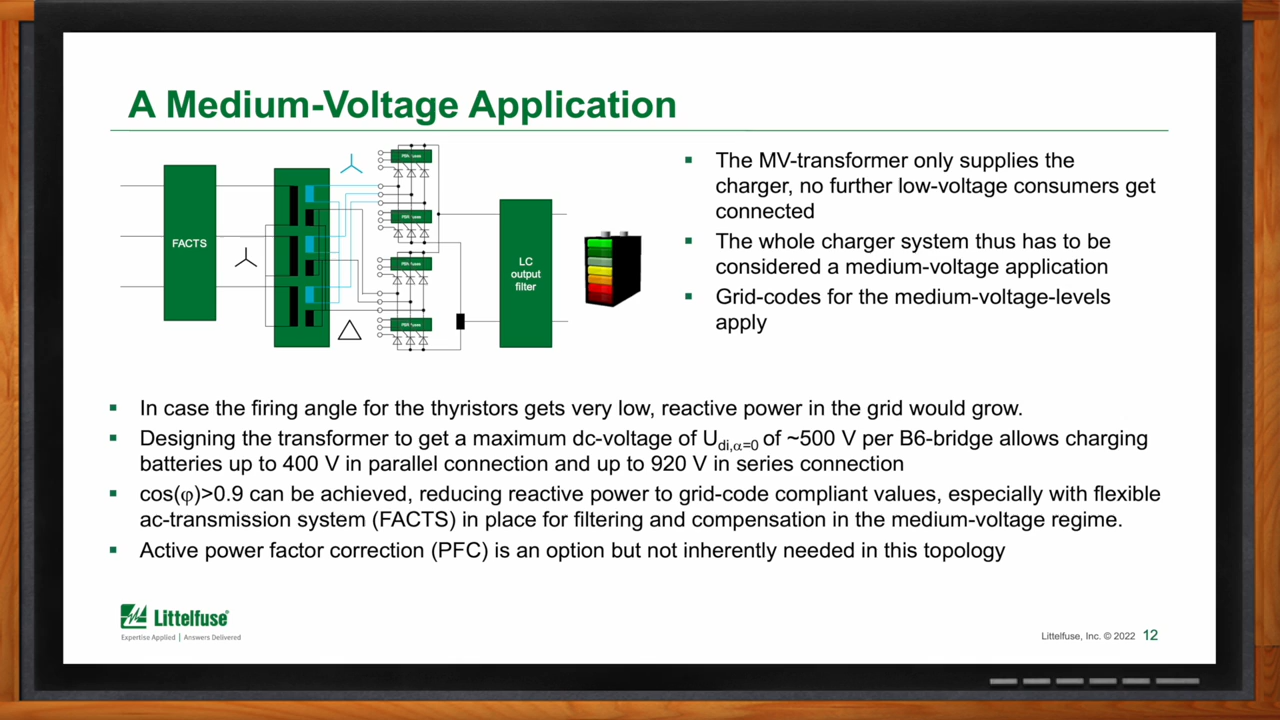 A Medium-Voltage Application
FACTS
LC
output
filter
▪ The MV-transformer only supplies the
charger, no further low-voltage consumers get
connected
▪ The whole charger system thus has to be
considered a medium-voltage application
▪ Grid-codes for the medium-voltage-levels
apply
▪ In case the firing angle for the thyristors gets very low, reactive power in the grid would grow.
▪ Designing the transformer to get a maximum dc-voltage of Udi,α=0 of ~500 V per B6-bridge allows charging
batteries up to 400 V in parallel connection and up to 920 V in series connection
▪ cos(φ)>0.9 can be achieved, reducing reactive power to grid-code compliant values, especially with flexible
ac-transmission system (FACTS) in place for filtering and compensation in the medium-voltage regime.
▪ Active power factor correction (PFC) is an option but not inherently needed in this topology
Littelfuse®
Expertise Applied | Answers Delivered
Littelfuse, Inc. © 2022 12